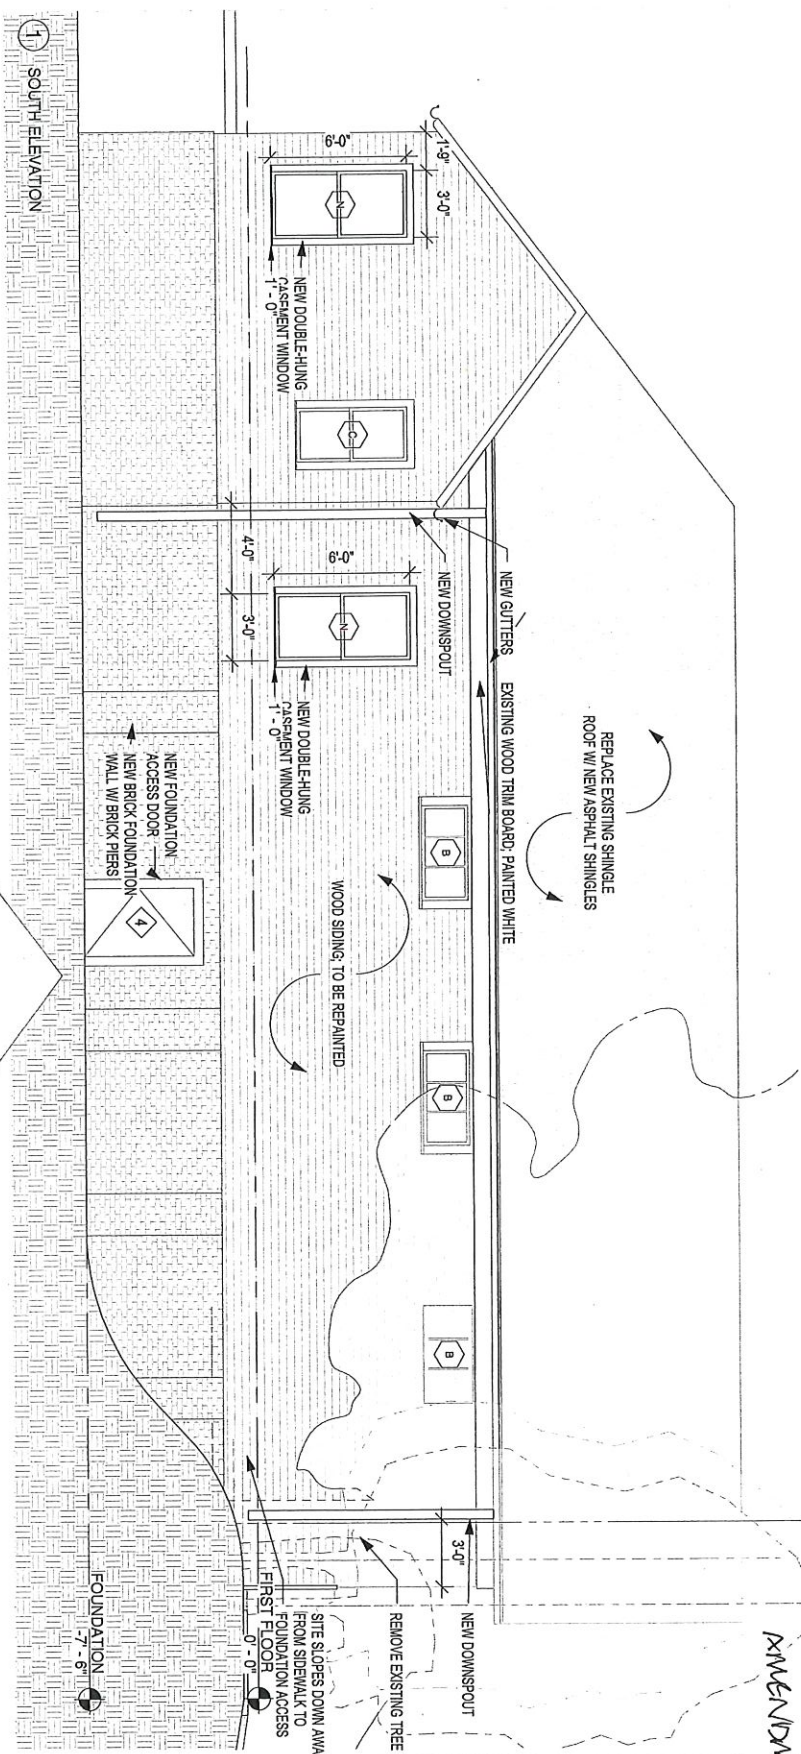 REPLACE EXISTING SHINGLE
ROOF W/ NEW ASPHALT SHINGLES
NEW GUTTERS
EXISTING WOOD TRIM BOARD; PAINTED WHITE
1'-9"
3'-0"
6'-0"
N
NEW DOUBLE-HUNG
CASEMENT WINDOW
1' - 0"
C
NEW DOWNSPOUT
4'-0"
3'-0"
6'-0"
N
NEW DOUBLE-HUNG
CASEMENT WINDOW
1' - 0"
B
B
B
WOOD SIDING; TO BE REPAINTED
NEW DOWNSPOUT
3'-0"
REMOVE EXISTING TREE
SITE SLOPES DOWN AWA
FROM SIDEWALK TO
FOUNDATION ACCESS
FIRST FLOOR
0' - 0"
NEW FOUNDATION
ACCESS DOOR
NEW BRICK FOUNDATION
WALL W/ BRICK PIERS
4
FOUNDATION
-7' - 6"
1
SOUTH ELEVATION